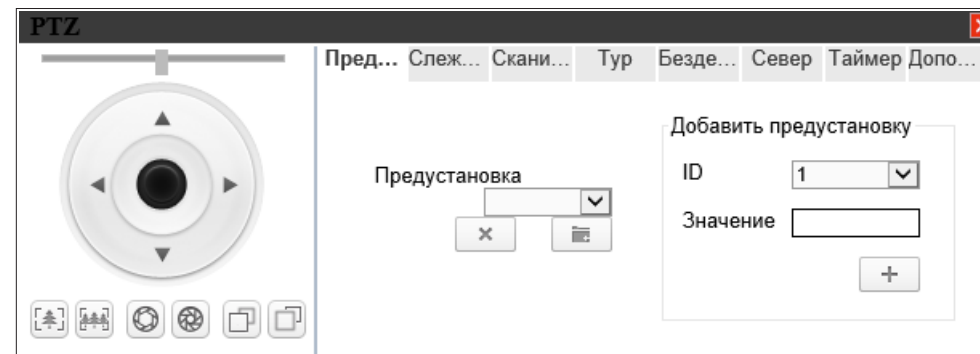 PTZ
Пред... Слеж... Скани... Тур Безде... Север Таймер Допо...
Добавить предустановку
Предустановка
ID 1
Значение